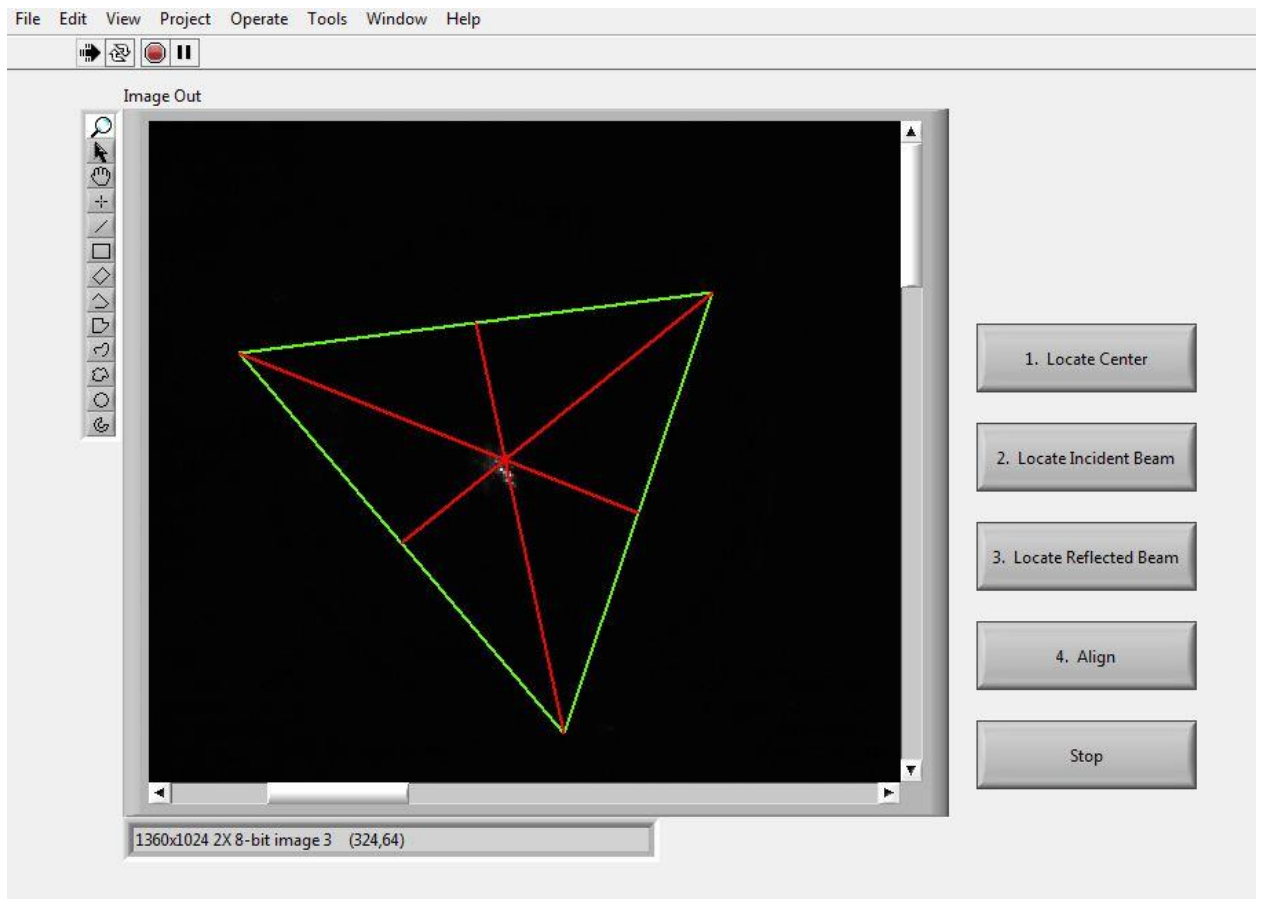 File Edit View Project Operate Tools Window Help
Image Out
1. Locate Center
2. Locate Incident Beam
3. Locate Reflected Beam
4. Align
Stop
1360x1024 2X 8-bit image 3 (324,64)